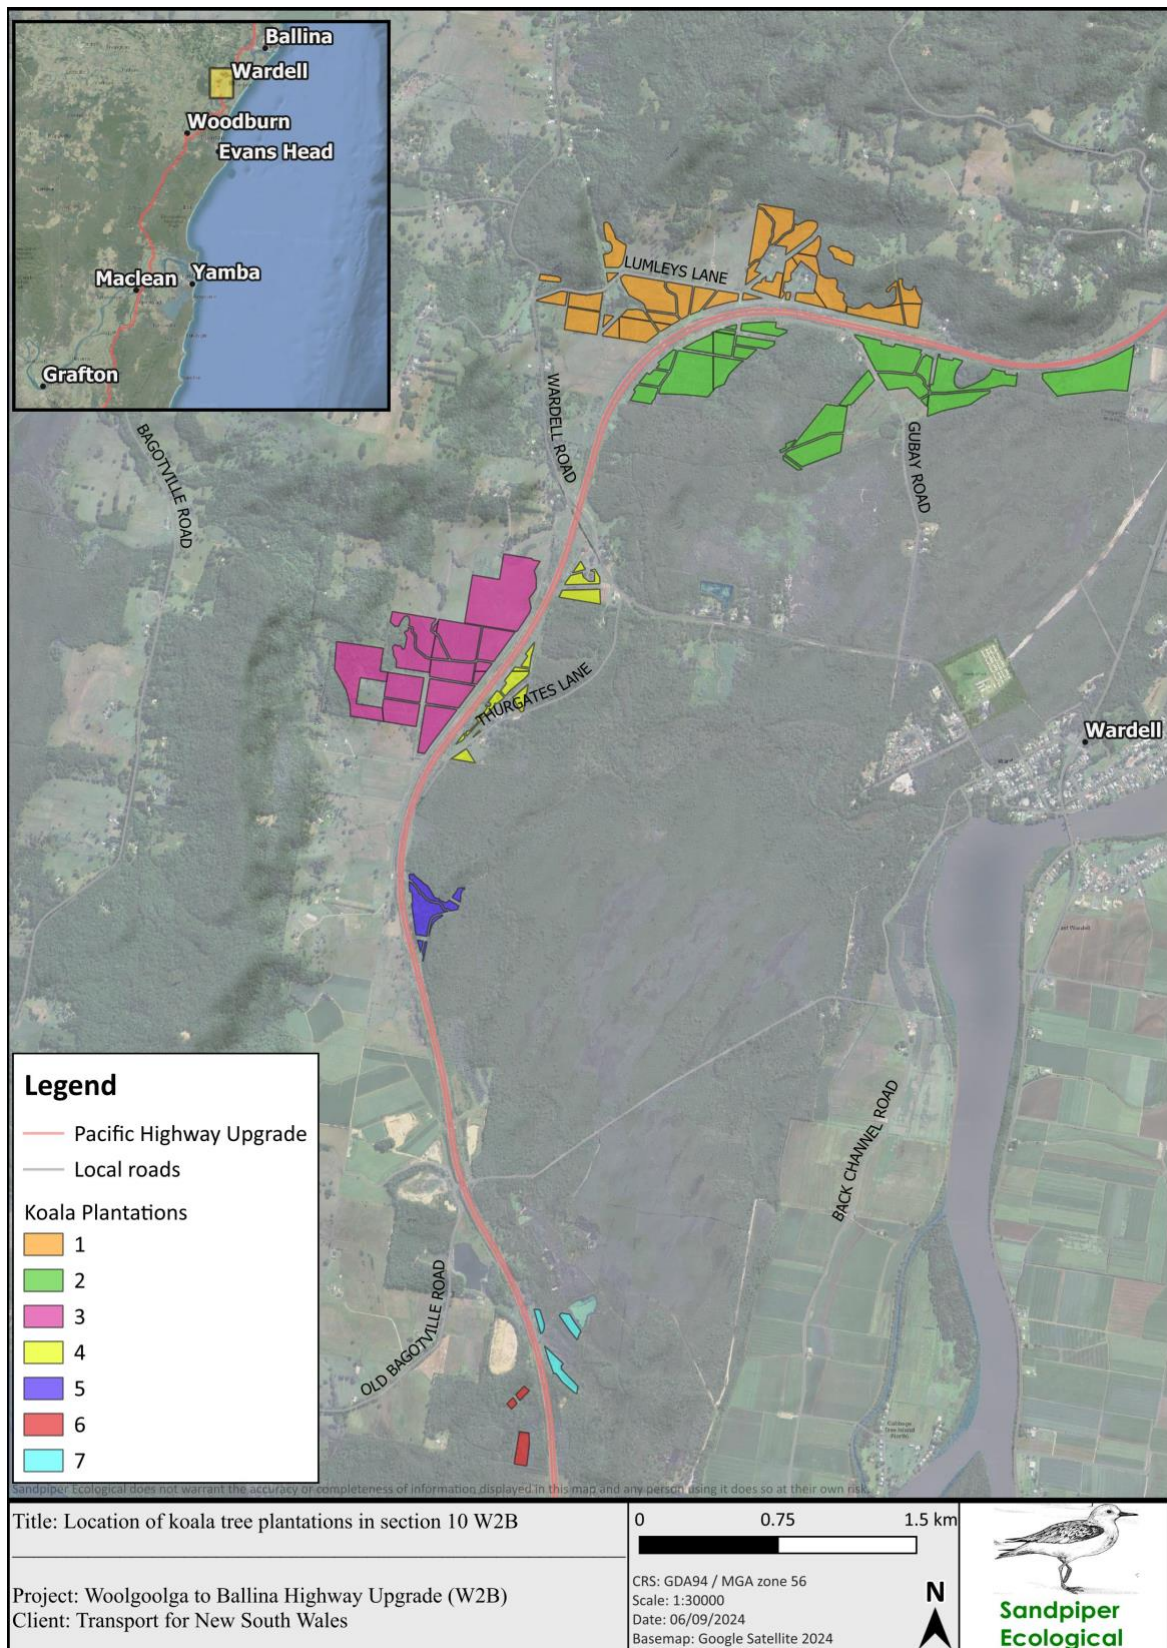 Ballina
Wardell
Woodburn
Evans Head
Maclean
Yamba
Grafton
LUMLEYS LANE
WARDELL ROAD
BAGOTVILLE ROAD
GUBAY ROAD
THURGATES LANE
Wardell
BACK CHANNEL ROAD
OLD BAGOTVILLE ROAD
Cabbage
Tree Island
Legend
Pacific Highway Upgrade
Local roads
Koala Plantations
1
2
3
4
5
6
7
Sandpiper Ecological does not warrant the accuracy or completeness of information displayed in this map and any person using it does so at their own risk.
Title: Location of koala tree plantations in section 10 W2B
Project: Woolgoolga to Ballina Highway Upgrade (W2B)
Client: Transport for New South Wales
0 0.75 1.5 km
CRS: GDA94 / MGA zone 56
Scale: 1:30000
Date: 06/09/2024
Basemap: Google Satellite 2024
N
Sandpiper
Ecological